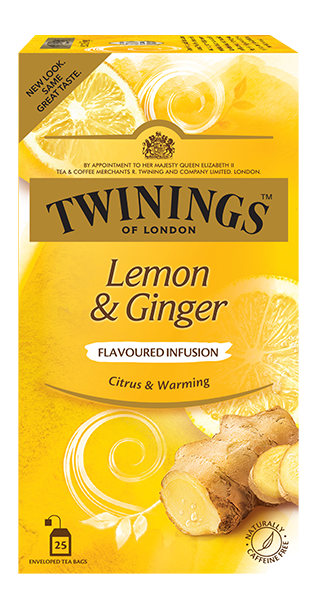 NEW LOOK.
SAME
GREAT TASTE.
BY APPOINTMENT TO HER MAJESTY QUEEN ELIZABETH II
TEA & COFFEE MERCHANTS R. TWINING AND COMPANY LIMITED. LONDON.
TWININGS™
OF LONDON
Lemon
& Ginger
FLAVOURED INFUSION
Citrus & Warming
25
ENVELOPED TEA BAGS
NATURALLY
CAFFEINE FREE